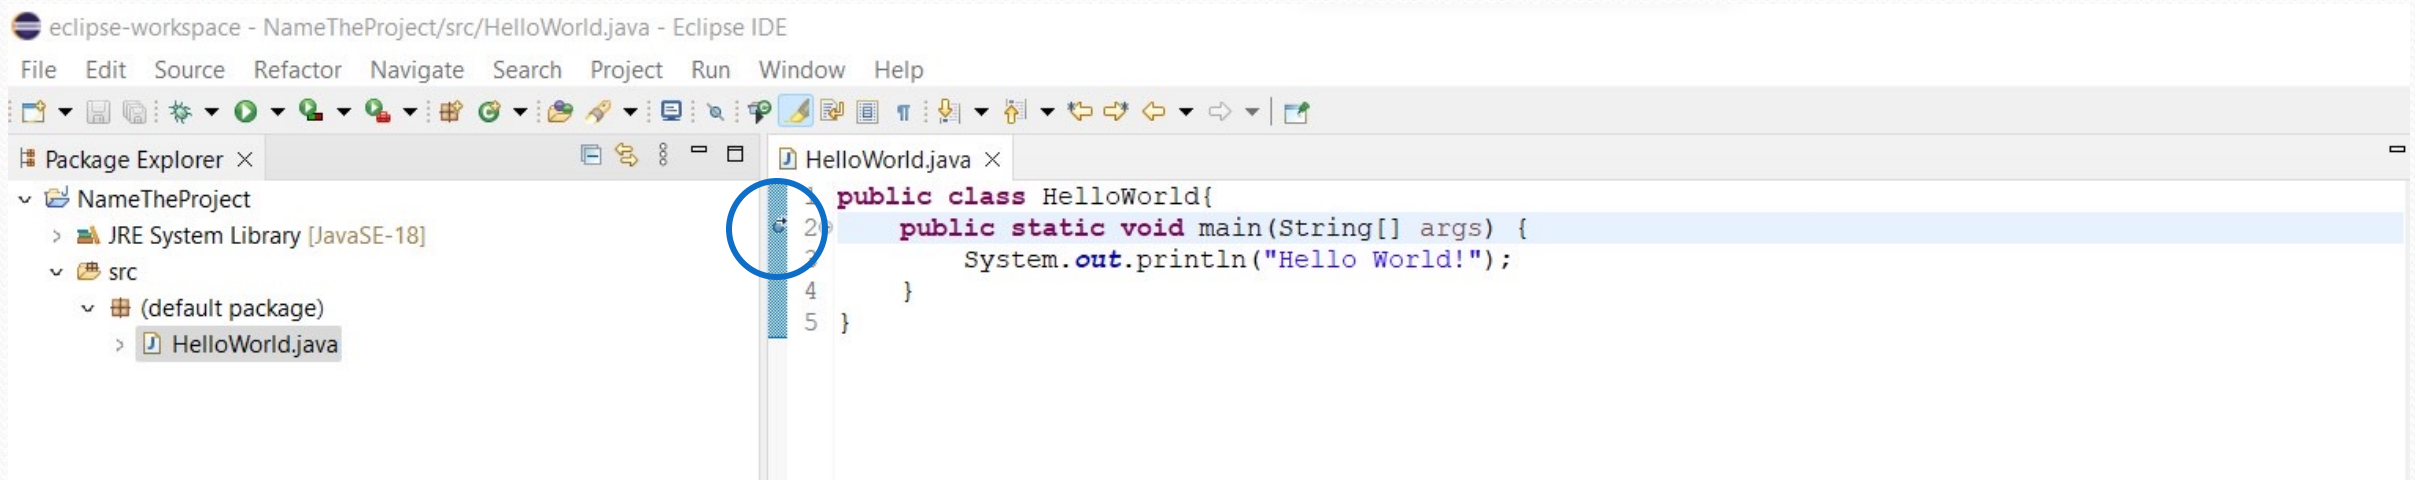 eclipse-workspace - NameTheProject/src/HelloWorld.java - Eclipse IDE
File Edit Source Refactor Navigate Search Project Run Window Help
Package Explorer
NameTheProject
JRE System Library [JavaSE-18]
src
(default package)
HelloWorld.java
HelloWorld.java
1 public class HelloWorld{
2 public static void main(String[] args) {
3 System.out.println("Hello World!");
4 }
5 }